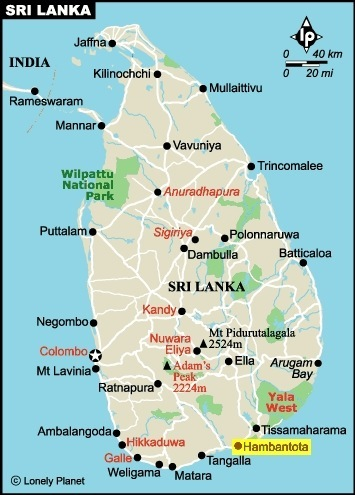 SRI LANKA
lp
0 40 km
0 20 mi
Jaffna
INDIA
Kilinochchi
Rameswaram
Mullaittivu
Mannar
Vavuniya
Trincomalee
Wilpattu
National
Park
Anuradhapura
Sigiriya
Puttalam
Polonnaruwa
Dambulla
Batticaloa
SRI LANKA
Kandy
Negombo
Mt Pidurutalagala
2524m
Nuwara
Eliya
Colombo
Ella
Arugam
Bay
Mt Lavinia
Adam's
Peak
2224m
Ratnapura
Yala
West
Ambalangoda
Tissamaharama
Hikkaduwa
Hambantota
Galle
Tangalla
Weligama
Matara
© Lonely Planet